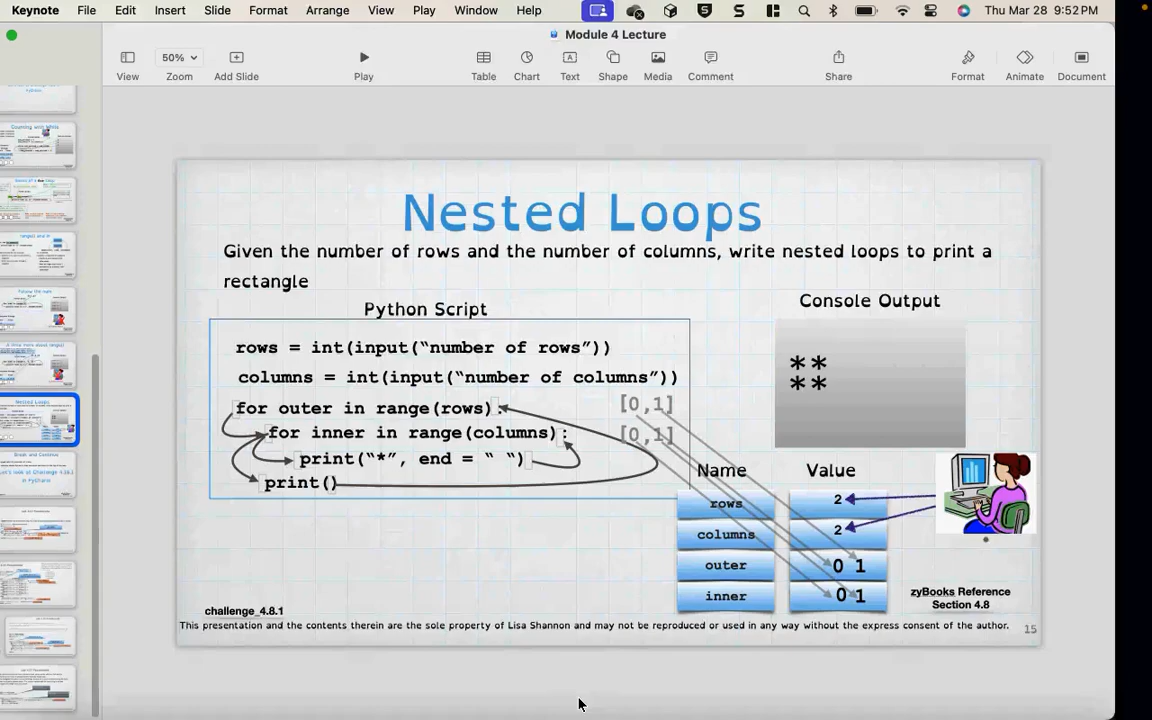 Keynote File Edit Insert Slide Format Arrange View Play Window Help Thu Mar 28 9:52 PM
Module 4 Lecture
50%
View Zoom Add Slide Play Table Chart Text Shape Media Comment Share Format Animate Document
Nested Loops
Given the number of rows and the number of columns, write nested loops to print a
rectangle
Python Script
Console Output
rows = int(input(“number of rows”))
columns = int(input(“number of columns”))
for outer in range(rows):
for inner in range(columns):
print(“*”, end = “ “)
print()
[0,1]
[0,1]
**
**
Name Value
rows 2
columns 2
outer 0 1
inner 0 1
zyBooks Reference
Section 4.8
challenge_4.8.1
This presentation and the contents therein are the sole property of Lisa Shannon and may not be reproduced or used in any way without the express consent of the author.
15
Counting with While
Nested Loops
Break and Continue